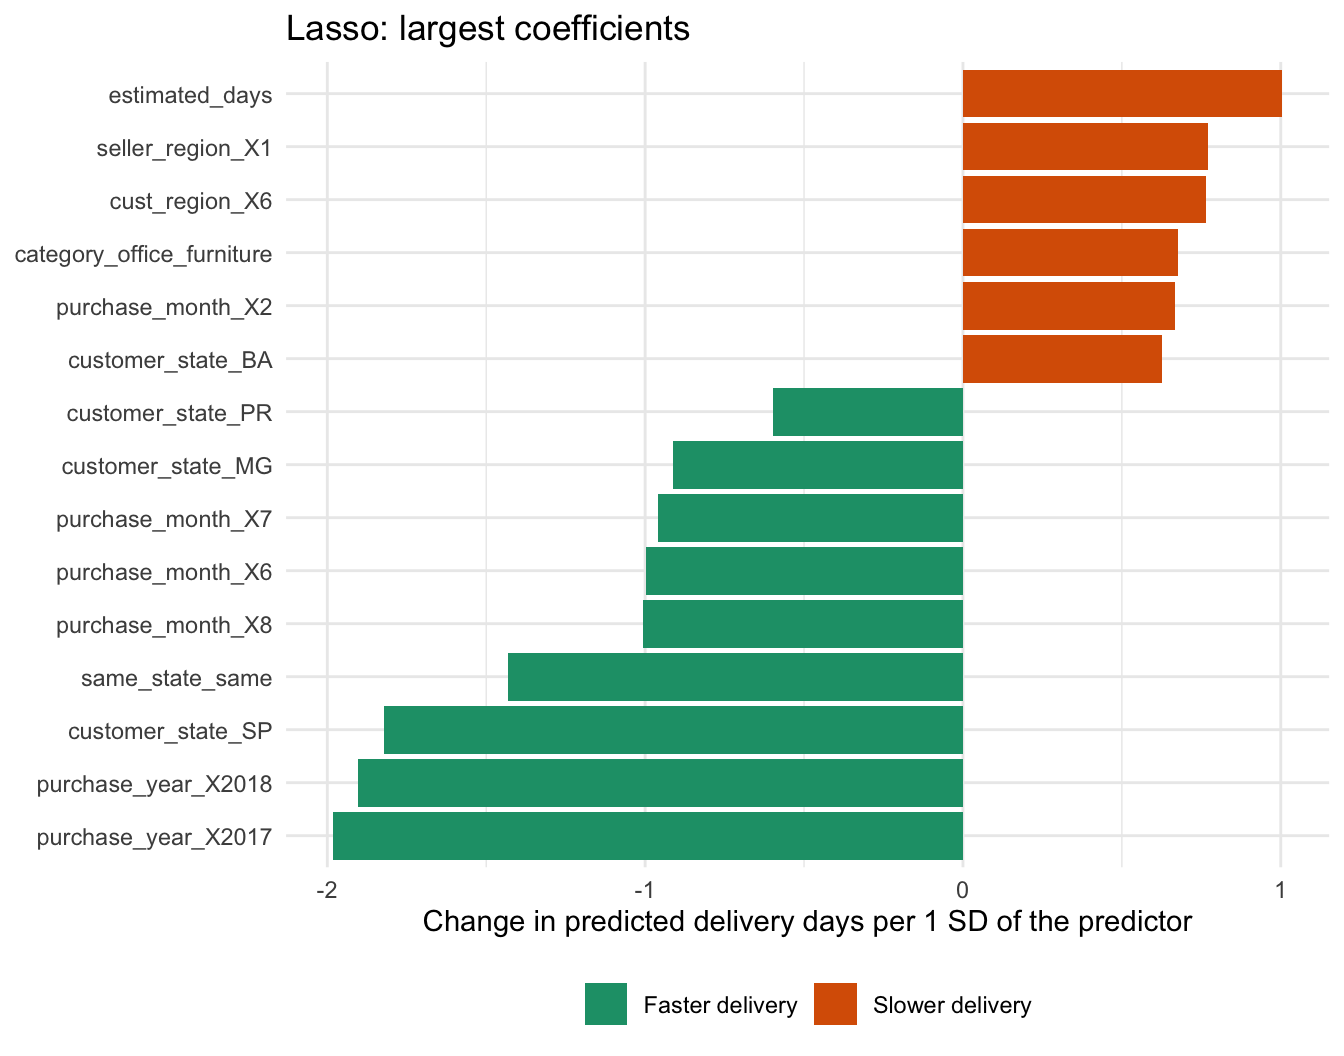 Lasso: largest coefficients
estimated_days
seller_region_X1
cust_region_X6
category_office_furniture
purchase_month_X2
customer_state_BA
customer_state_PR
customer_state_MG
purchase_month_X7
purchase_month_X6
purchase_month_X8
same_state_same
customer_state_SP
purchase_year_X2018
purchase_year_X2017
-2 -1 0 1
Change in predicted delivery days per 1 SD of the predictor
Faster delivery Slower delivery